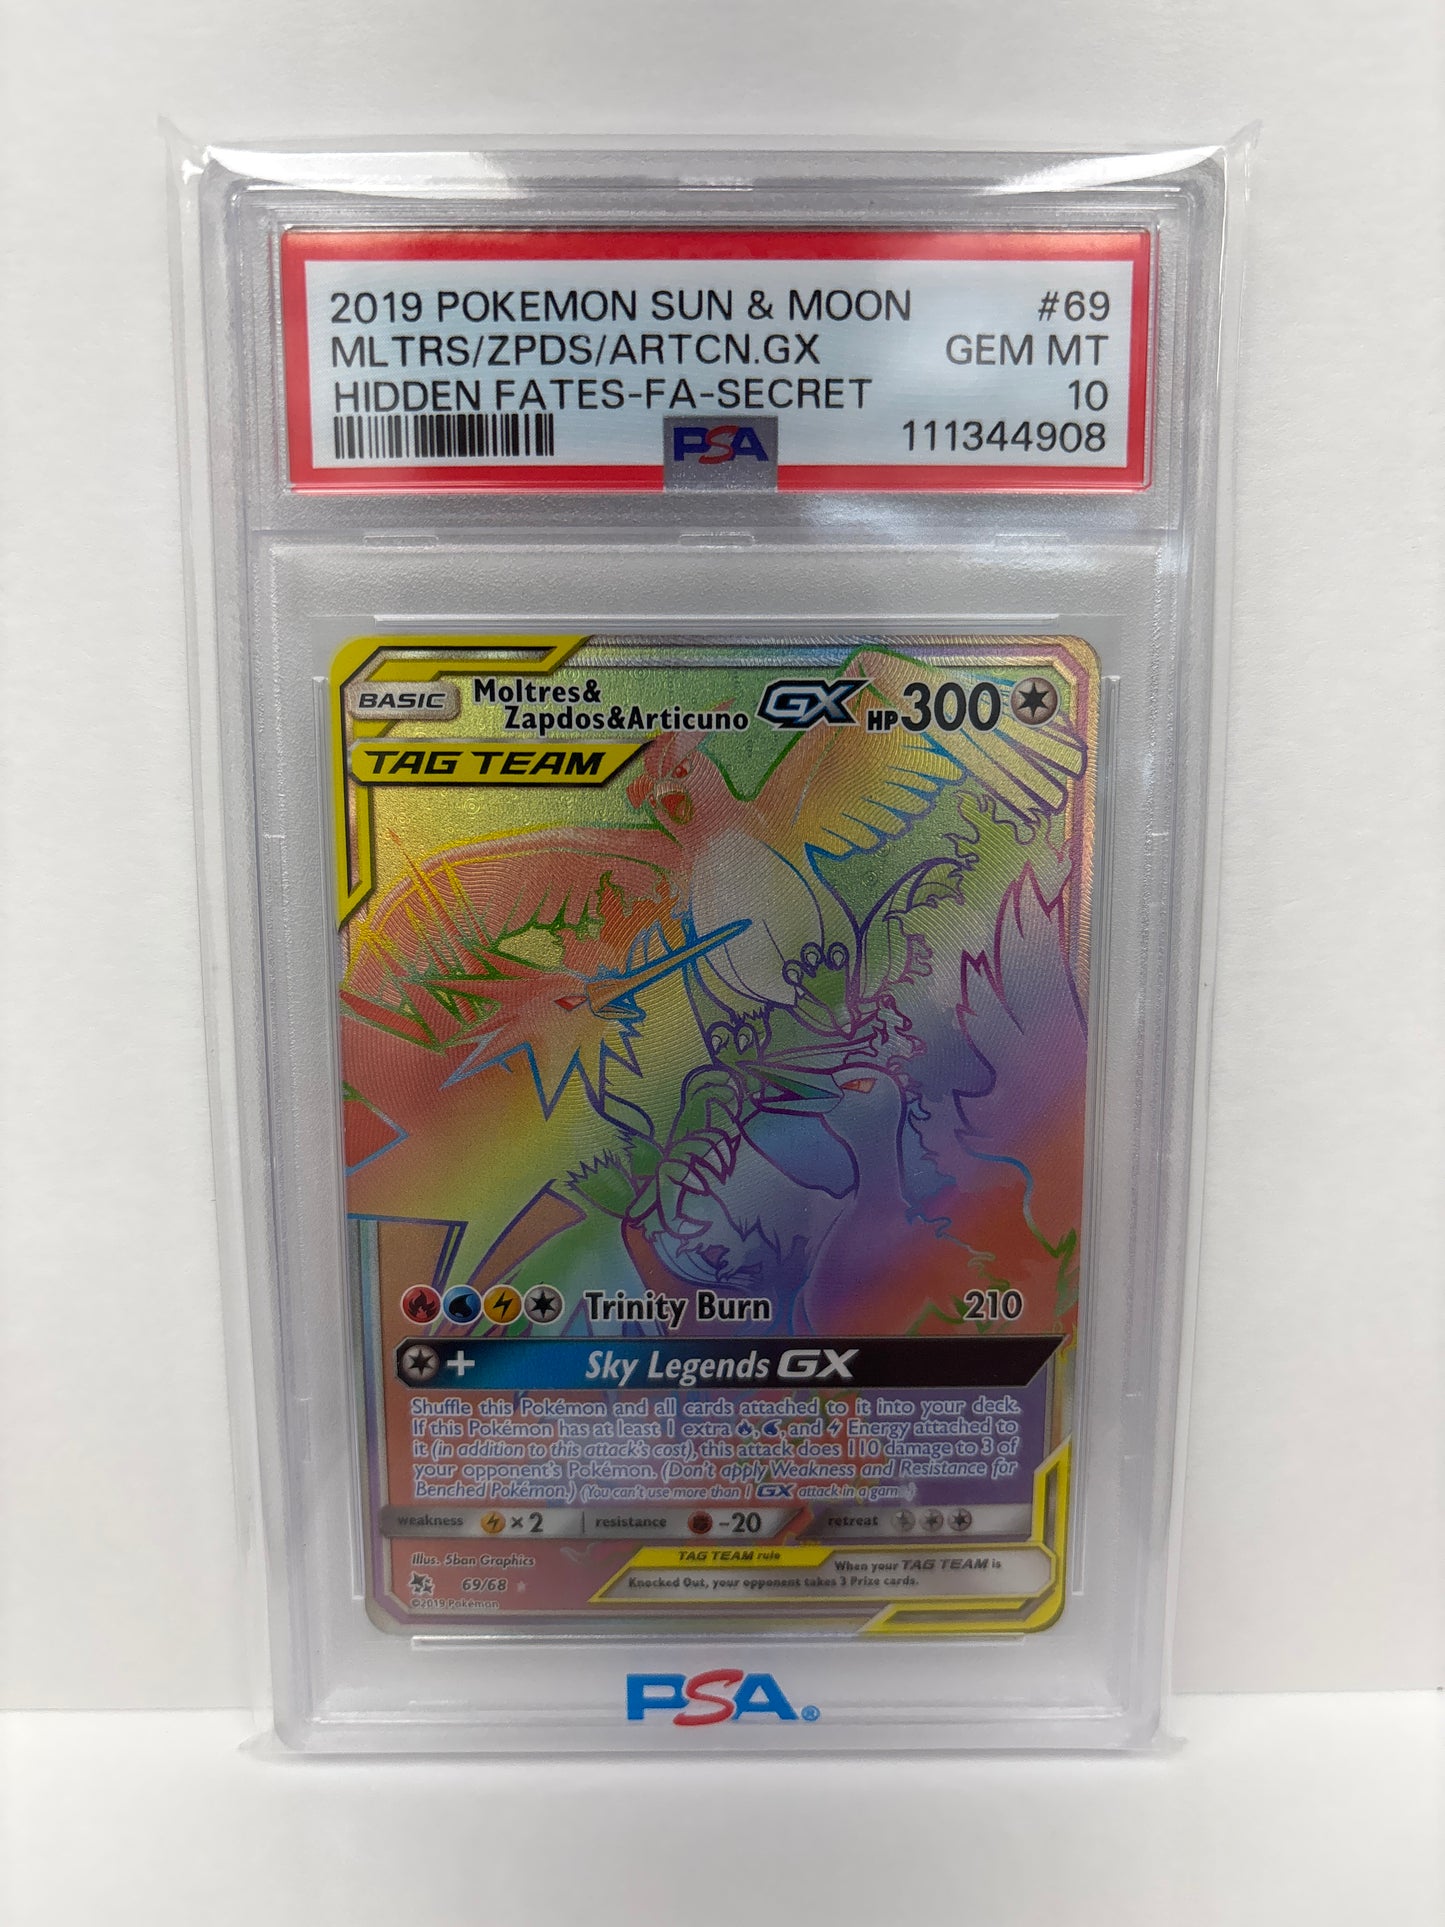 2019 POKEMON SUN & MOON #69
MLTRS/ZPDS/ARTCN.GX GEM MT
HIDDEN FATES-FA-SECRET 10
PSA 111344908
BASIC Moltres&
Zapdos&Articuno GX HP300
TAG TEAM
Trinity Burn 210
+ Sky Legends GX
Shuffle this Pokémon and all cards attached to it into your deck.
If this Pokémon has at least 1 extra , , and Energy attached to
it (in addition to this attack's cost), this attack does 110 damage to 3 of
your opponent's Pokémon. (Don't apply Weakness and Resistance for
Benched Pokémon.) (You can't use more than 1 GX attack in a game.)
weakness ×2 resistance -20 retreat
Illus. 5ban Graphics
69/68
©2019 Pokémon
TAG TEAM rule
When your TAG TEAM is
Knocked Out, your opponent takes 3 Prize cards.
PSA®